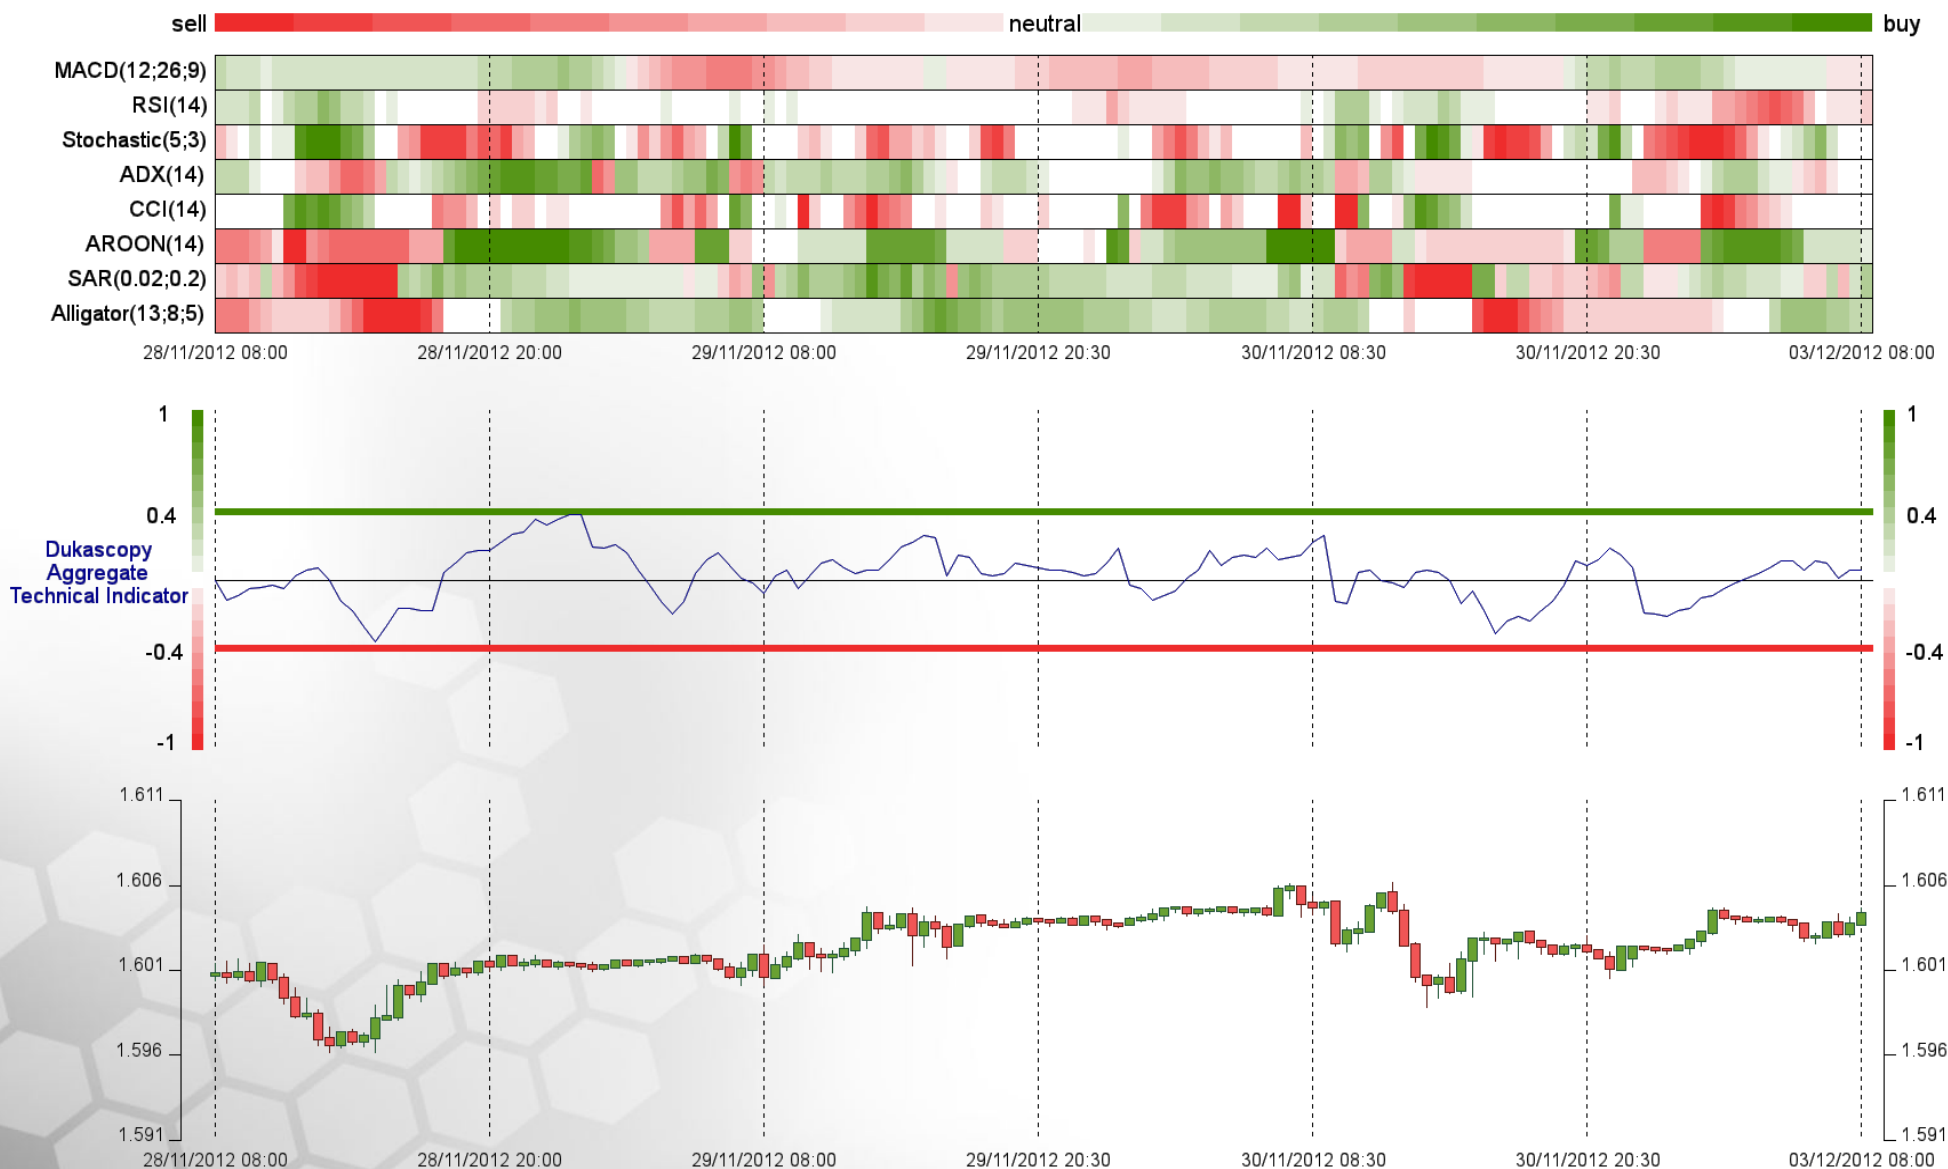 sell neutral buy
MACD(12;26;9)
RSI(14)
Stochastic(5;3)
ADX(14)
CCI(14)
AROON(14)
SAR(0.02;0.2)
Alligator(13;8;5)
28/11/2012 08:00 28/11/2012 20:00 29/11/2012 08:00 29/11/2012 20:30 30/11/2012 08:30 30/11/2012 20:30 03/12/2012 08:00
1 1
0.4 0.4
Dukascopy
Aggregate
Technical Indicator
-0.4 -0.4
-1 -1
1.611 1.611
1.606 1.606
1.601 1.601
1.596 1.596
1.591 1.591
28/11/2012 08:00 28/11/2012 20:00 29/11/2012 08:00 29/11/2012 20:30 30/11/2012 08:30 30/11/2012 20:30 03/12/2012 08:00